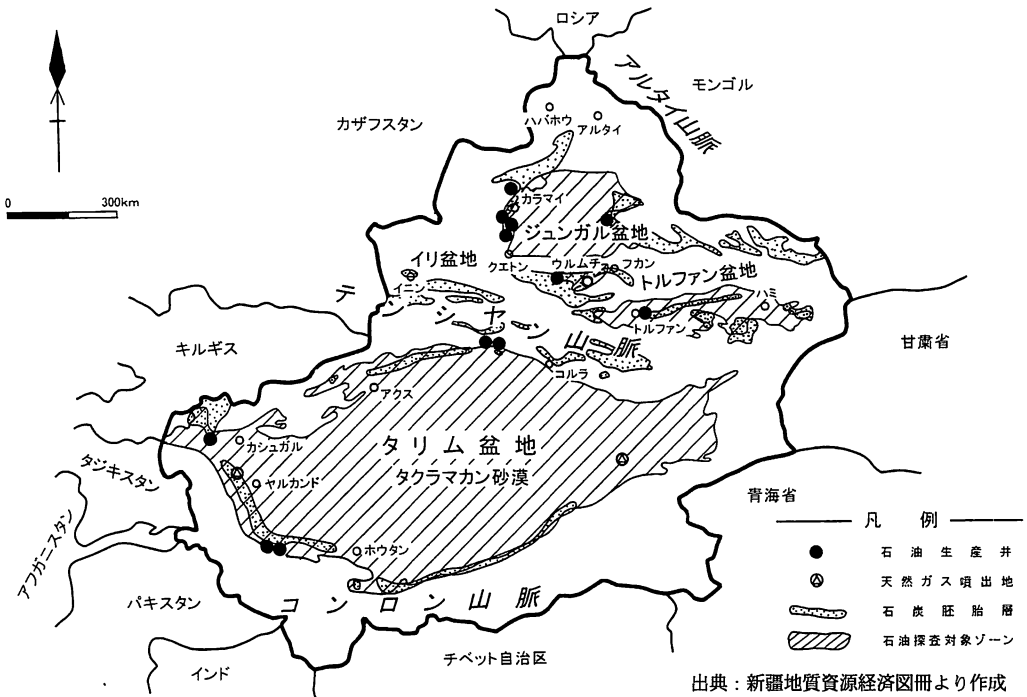 ロシア
モンゴル
アルタイ山脈
カザフスタン
ハバホウ
アルタイ
0 300km
カラマイ
ジュンガル盆地
イリ盆地
クエトン
ウルムチ
フカン
トルファン盆地
イーニン
ハミ
テンシャン山脈
トルファン
キルギス
甘粛省
コルラ
アクス
タリム盆地
タクラマカン砂漠
カシュガル
タジキスタン
ヤルカンド
青海省
アフガニスタン
ホウタン
パキスタン
コンロン山脈
インド
チベット自治区
凡 例
石油生産井
天然ガス噴出地
石炭胚胎層
石油探査対象ゾーン
出典：新疆地質資源経済図冊より作成